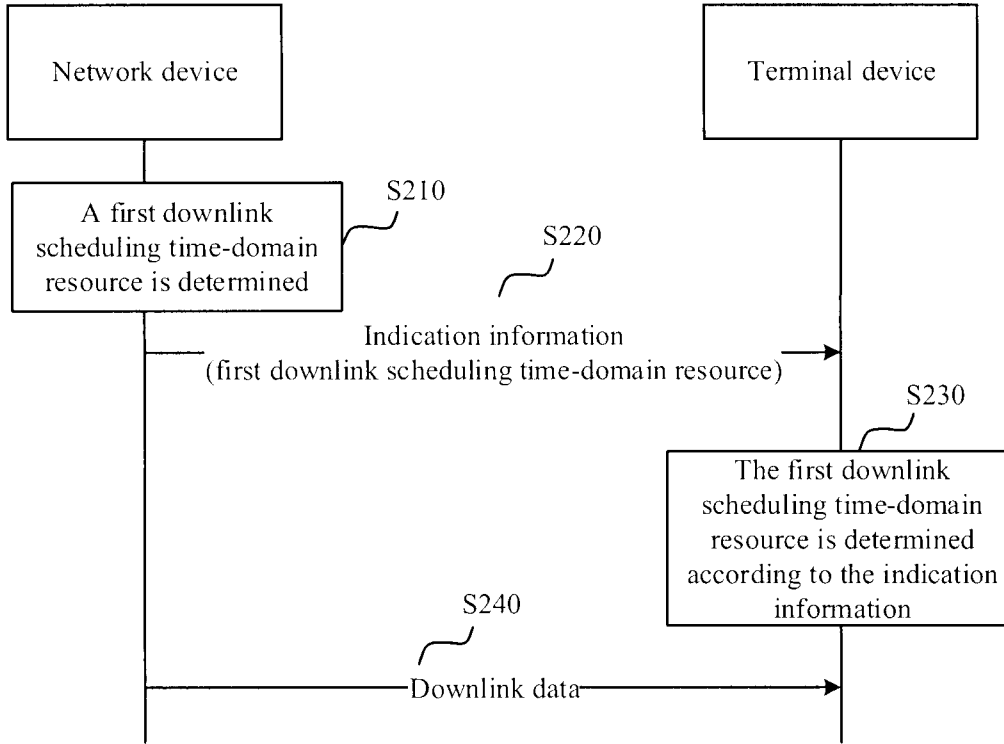 Network device
Terminal device
S210
A first downlink
scheduling time-domain
resource is determined
S220
Indication information
(first downlink scheduling time-domain resource)
S230
The first downlink
scheduling time-domain
resource is determined
according to the indication
information
S240
Downlink data